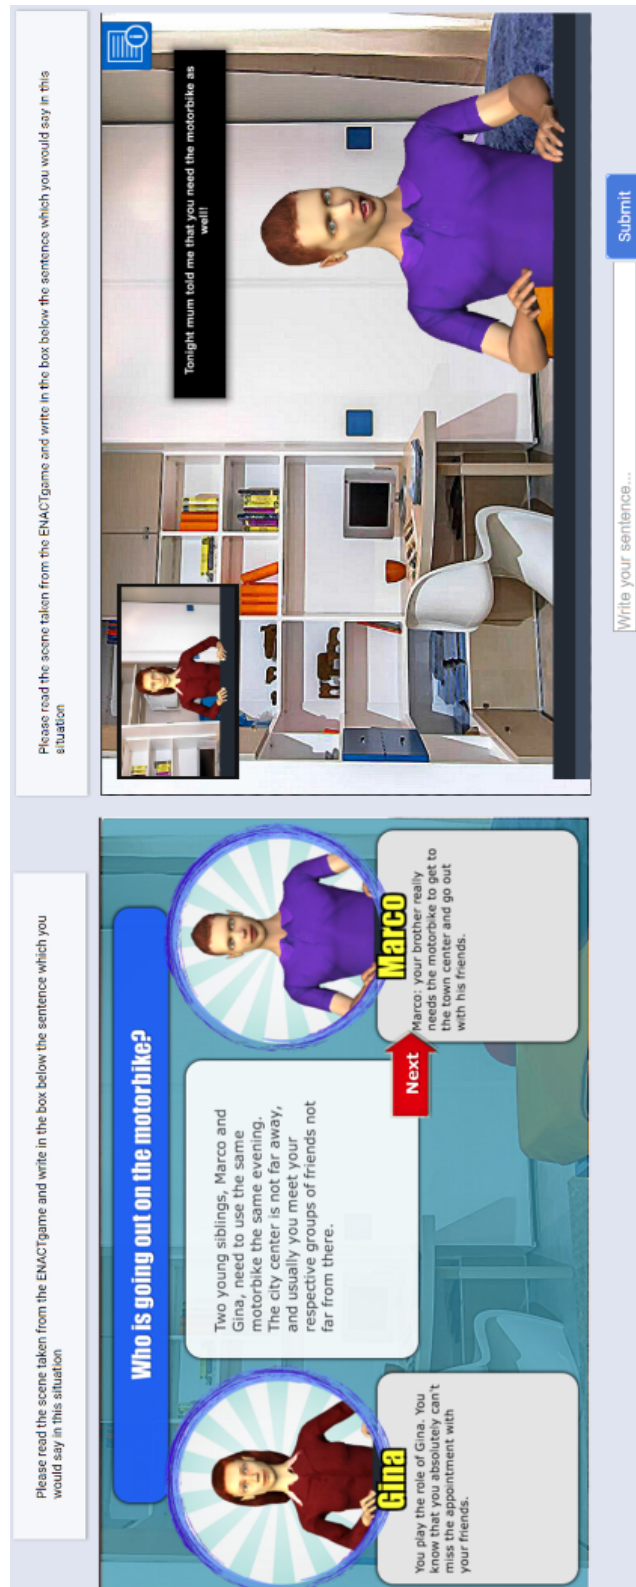 Please read the scene taken from the ENACTgame and write in the box below the sentence which you
would say in this situation
Who is going out on the motorbike?
Gina
You play the role of Gina. You
know that you absolutely can't
miss the appointment with
your friends.
Two young siblings, Marco and
Gina, need to use the same
motorbike the same evening.
The city center is not far away,
and usually you meet your
respective groups of friends not
far from there.
Next
Marco
Marco: your brother really
needs the motorbike to get to
the town center and go out
with his friends.
Please read the scene taken from the ENACTgame and write in the box below the sentence which you would say in this
situation
Tonight mum told me that you need the motorbike as
well!
Write your sentence...
Submit